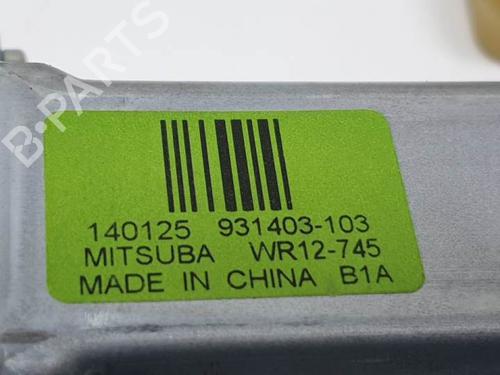 B-PARTS
140125 931403-103
MITSUBA WR12-745
MADE IN CHINA B1A